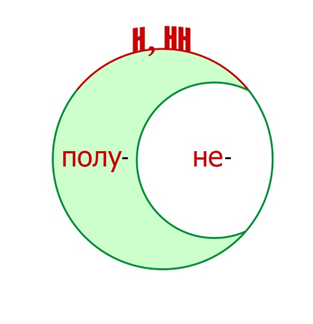 н, нн
полу- не-